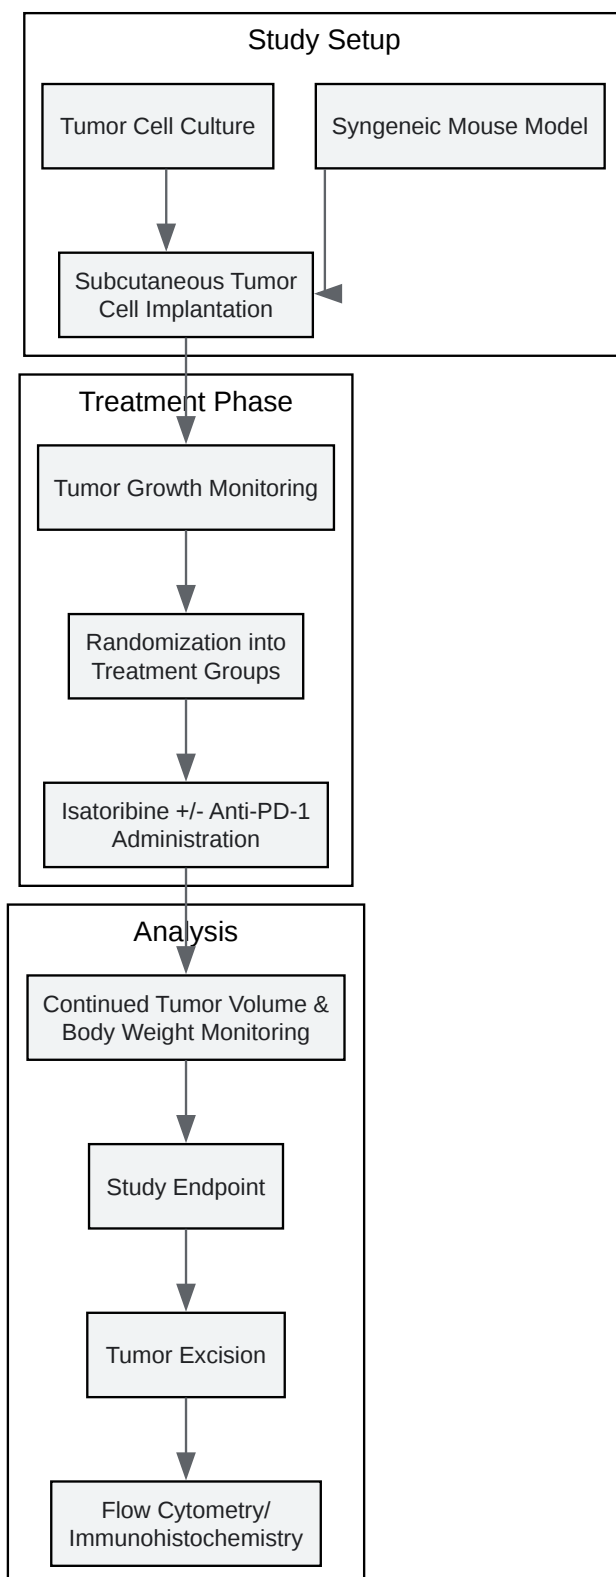 Study Setup
Tumor Cell Culture
Syngeneic Mouse Model
Subcutaneous Tumor
Cell Implantation
Treatment Phase
Tumor Growth Monitoring
Randomization into
Treatment Groups
Isatoribine +/- Anti-PD-1
Administration
Analysis
Continued Tumor Volume &
Body Weight Monitoring
Study Endpoint
Tumor Excision
Flow Cytometry/
Immunohistochemistry